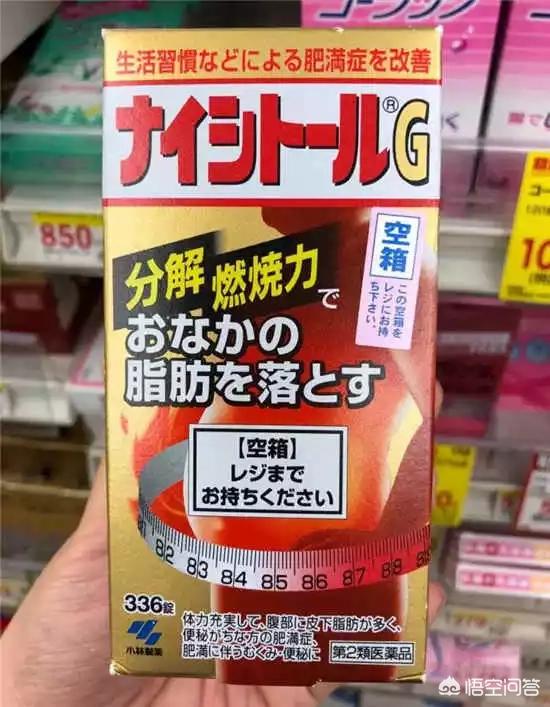 生活習慣などによる肥満症を改善
ナイシトール®G
分解 燃焼力で
おなかの
脂肪を落とす
空箱
この空箱を
レジにお持
ち下さい。
【空箱】
レジまで
お持ちください
82 83 84 85 86 87 88
336錠
体力充実して、腹部に皮下脂肪が多く、
便秘がちな方の肥満症、
肥満に伴うむくみ・便秘に
第2類医薬品
小林製薬
850
悟空问答